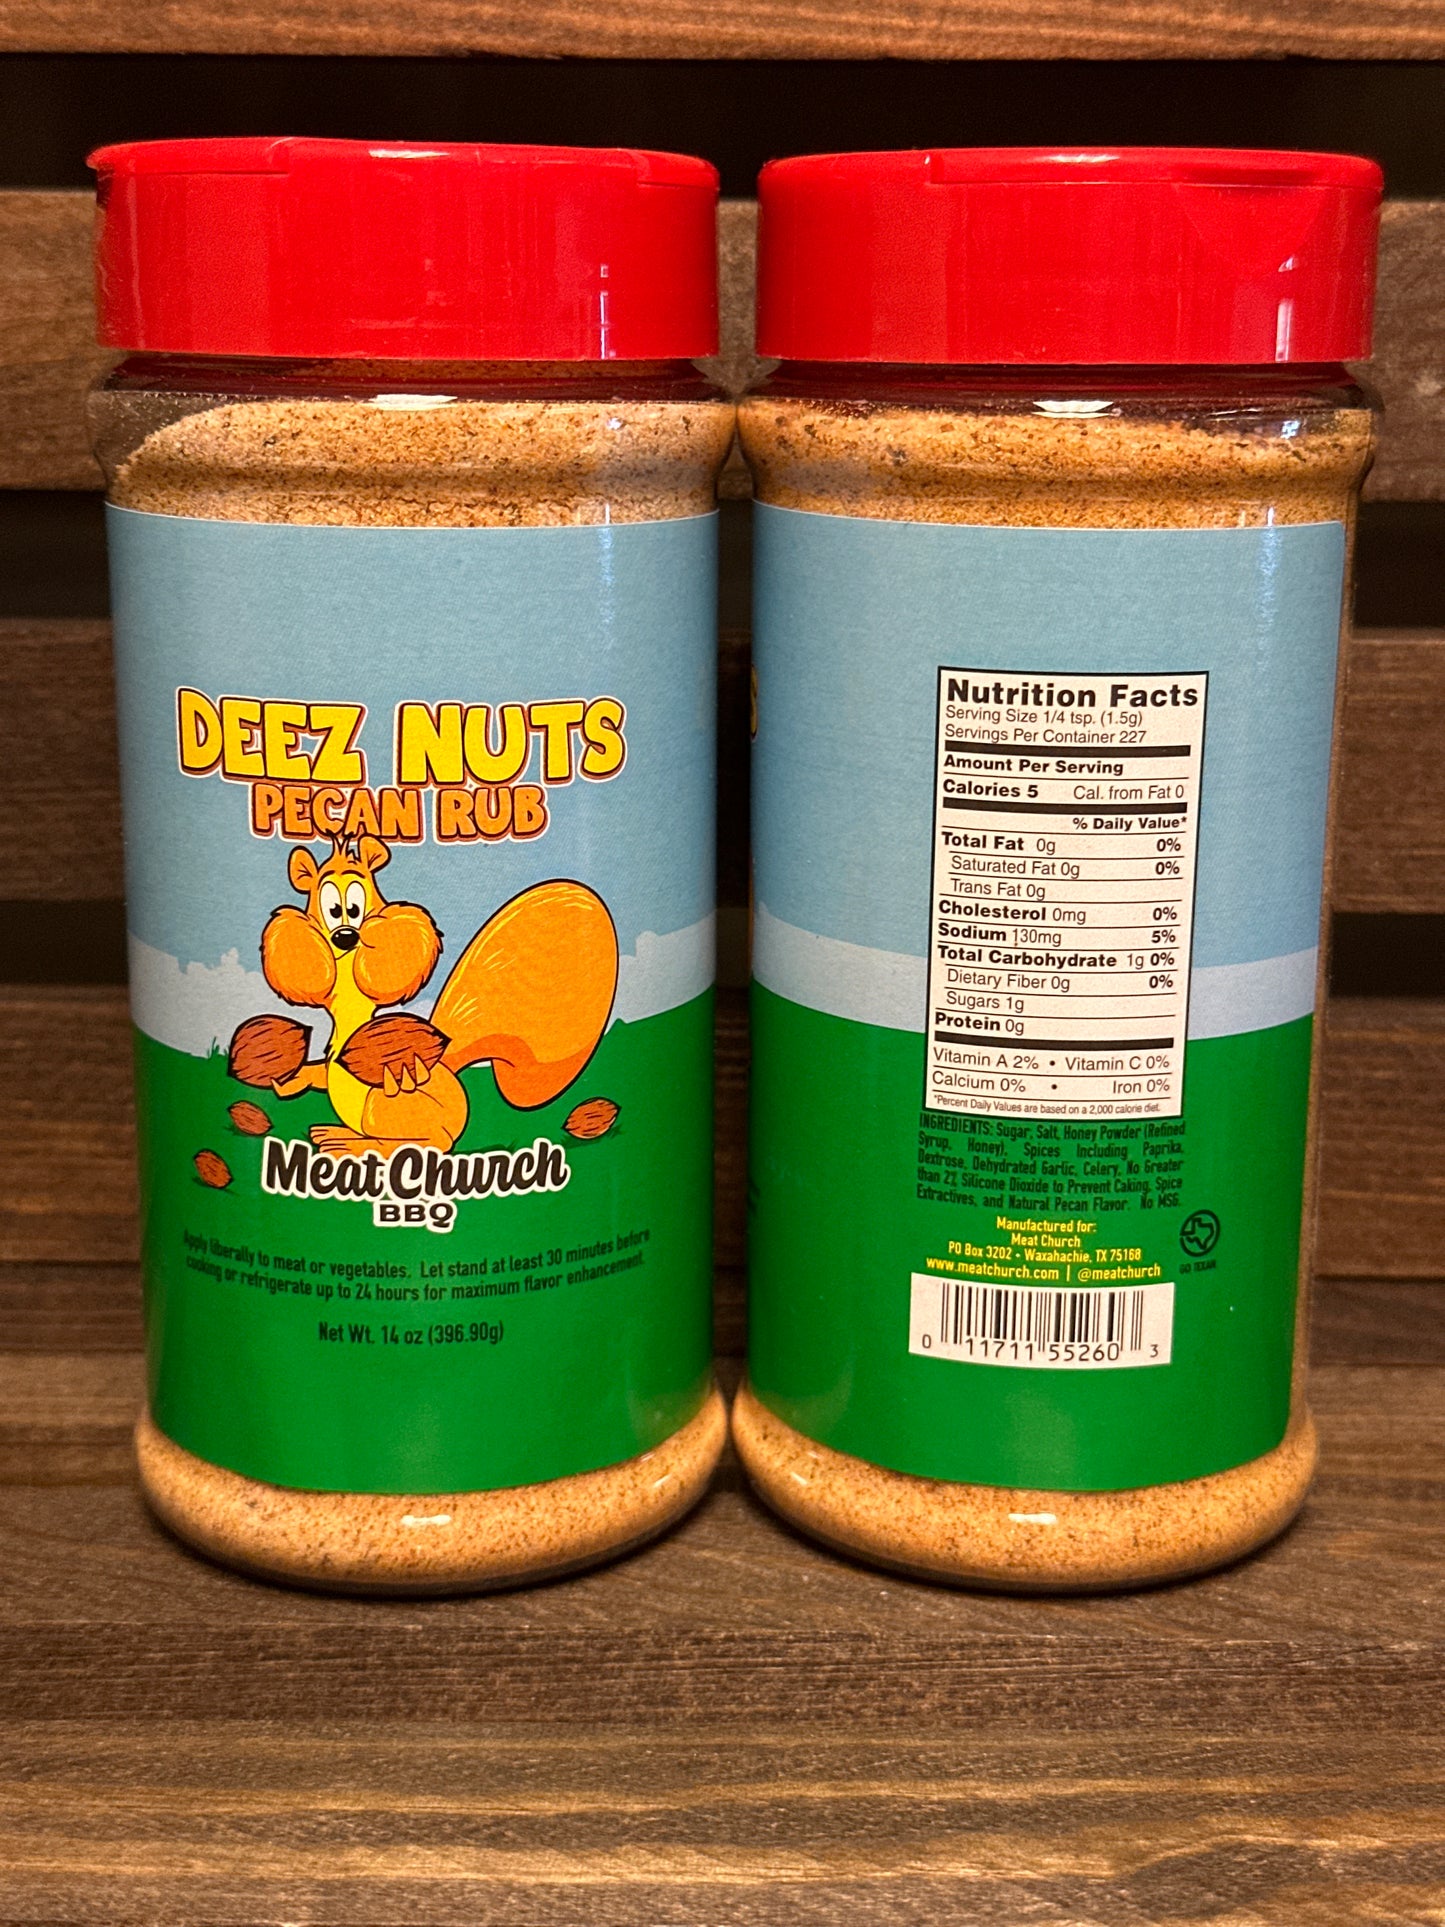 DEEZ NUTS
PECAN RUB
Meat Church
BBQ
Apply liberally to meat or vegetables. Let stand at least 30 minutes before
cooking or refrigerate up to 24 hours for maximum flavor enhancement.
Net Wt. 14 oz (396.90g)
Nutrition Facts
Serving Size 1/4 tsp. (1.5g)
Servings Per Container 227
Amount Per Serving
Calories 5 Cal. from Fat 0
% Daily Value*
Total Fat 0g 0%
Saturated Fat 0g 0%
Trans Fat 0g
Cholesterol 0mg 0%
Sodium 130mg 5%
Total Carbohydrate 1g 0%
Dietary Fiber 0g 0%
Sugars 1g
Protein 0g
Vitamin A 2% • Vitamin C 0%
Calcium 0% • Iron 0%
*Percent Daily Values are based on a 2,000 calorie diet.
INGREDIENTS: Sugar, Salt, Honey Powder (Refined
Syrup, Honey), Spices Including Paprika,
Dextrose, Dehydrated Garlic, Celery, No Greater
than 2% Silicone Dioxide to Prevent Caking, Spice
Extractives, and Natural Pecan Flavor. No MSG.
Manufactured for:
Meat Church
PO Box 3202 - Waxahachie, TX 75168
www.meatchurch.com | @meatchurch
GO TEXAN
0 11711 55260 3